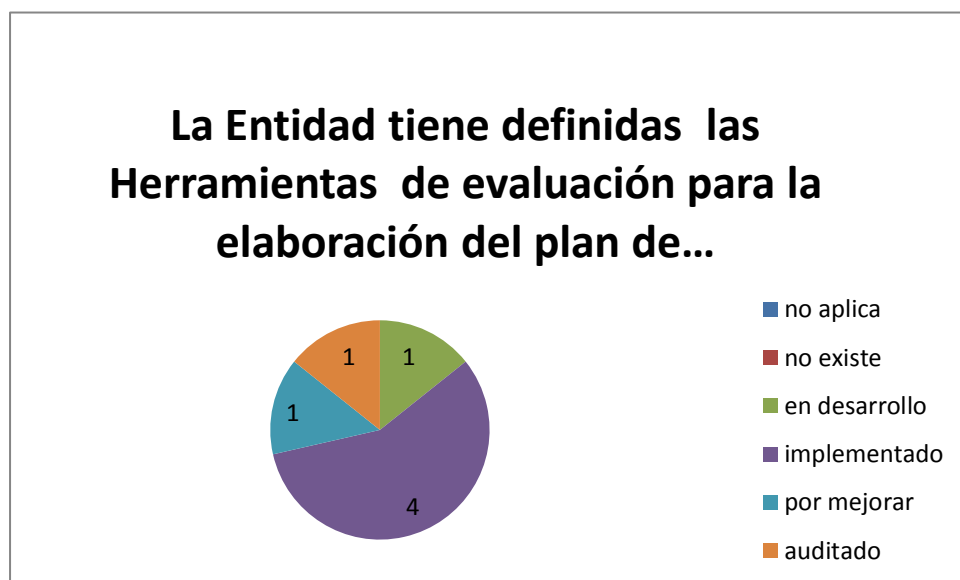 La Entidad tiene definidas las
Herramientas de evaluación para la
elaboración del plan de...
1
1
1
4
no aplica
no existe
en desarrollo
implementado
por mejorar
auditado